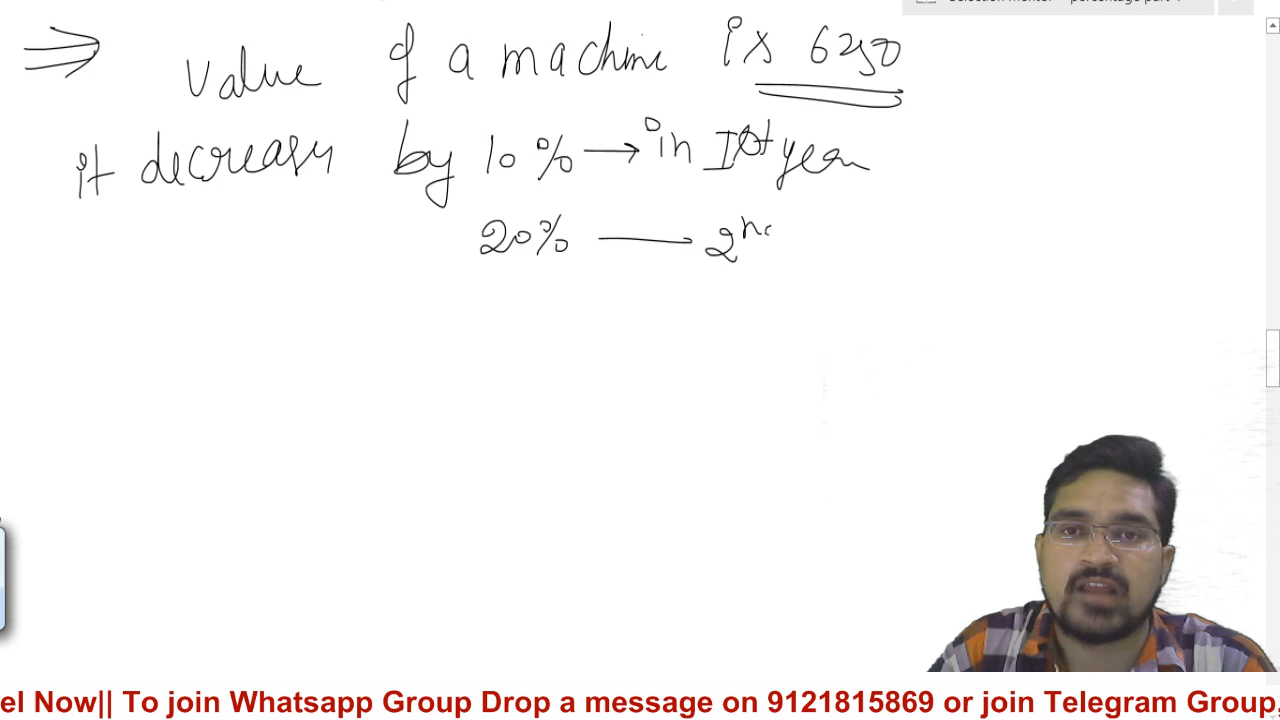 ⇒ value of a machine is 6250
it decreases by 10% → in Ist year
20% — 2n
el Now|| To join Whatsapp Group Drop a message on 9121815869 or join Telegram Group,